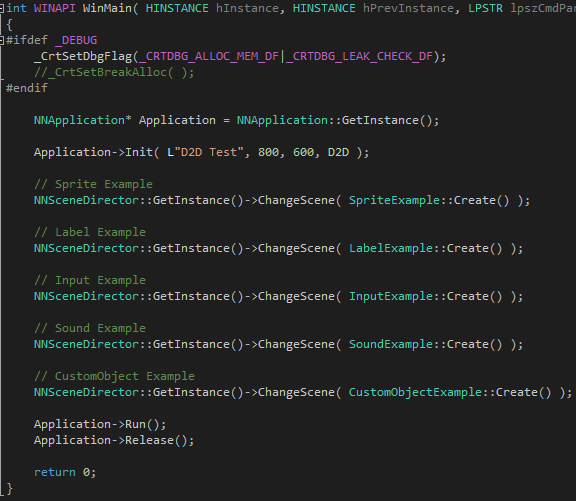 int WINAPI WinMain( HINSTANCE hInstance, HINSTANCE hPrevInstance, LPSTR lpszCmdPar
{
#ifdef _DEBUG
    _CrtSetDbgFlag(_CRTDBG_ALLOC_MEM_DF|_CRTDBG_LEAK_CHECK_DF);
    //_CrtSetBreakAlloc( );
#endif

    NNApplication* Application = NNApplication::GetInstance();

    Application->Init( L"D2D Test", 800, 600, D2D );

    // Sprite Example
    NNSceneDirector::GetInstance()->ChangeScene( SpriteExample::Create() );

    // Label Example
    NNSceneDirector::GetInstance()->ChangeScene( LabelExample::Create() );

    // Input Example
    NNSceneDirector::GetInstance()->ChangeScene( InputExample::Create() );

    // Sound Example
    NNSceneDirector::GetInstance()->ChangeScene( SoundExample::Create() );

    // CustomObject Example
    NNSceneDirector::GetInstance()->ChangeScene( CustomObjectExample::Create() );

    Application->Run();
    Application->Release();

    return 0;
}